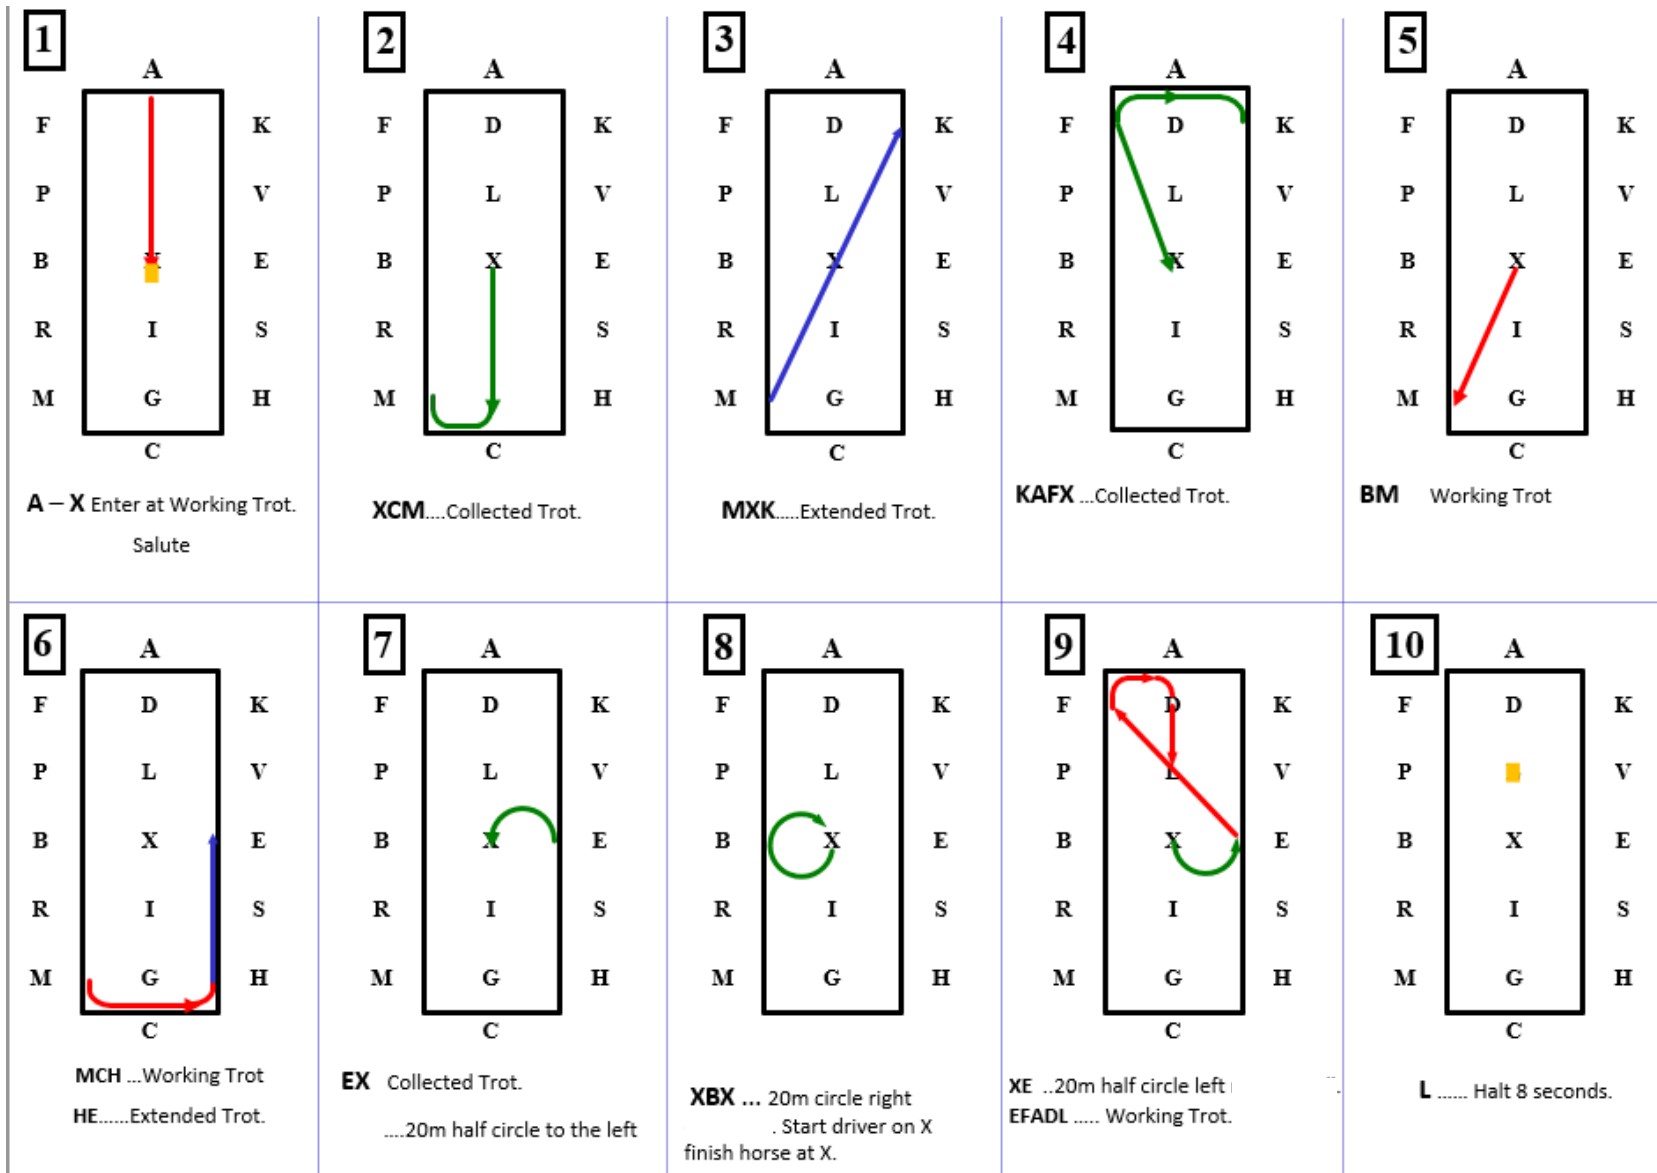 1
A
F K
P V
B E
R I S
M G H
C
A – X Enter at Working Trot.
Salute
2
A
F D K
P L V
B X E
R S
M H
C
XCM....Collected Trot.
3
A
F D K
P L V
B X E
R I S
M G H
C
MXK.....Extended Trot.
4
A
F D K
P L V
B X E
R I S
M G H
C
KAFX ...Collected Trot.
5
A
F D K
P L V
B X E
R I S
M G H
C
BM Working Trot
6
A
F D K
P L V
B X E
R I S
M G H
C
MCH ...Working Trot
HE......Extended Trot.
7
A
F D K
P L V
B X E
R I S
M G H
C
EX Collected Trot.
....20m half circle to the left
8
A
F D K
P L V
B X E
R I S
M G H
XBX ... 20m circle right
. Start driver on X
finish horse at X.
9
A
F D K
P L V
B X E
R I S
M G H
C
XE ..20m half circle left
EFADL ..... Working Trot.
10
A
F D K
P V
B X E
R I S
M G H
C
L ...... Halt 8 seconds.